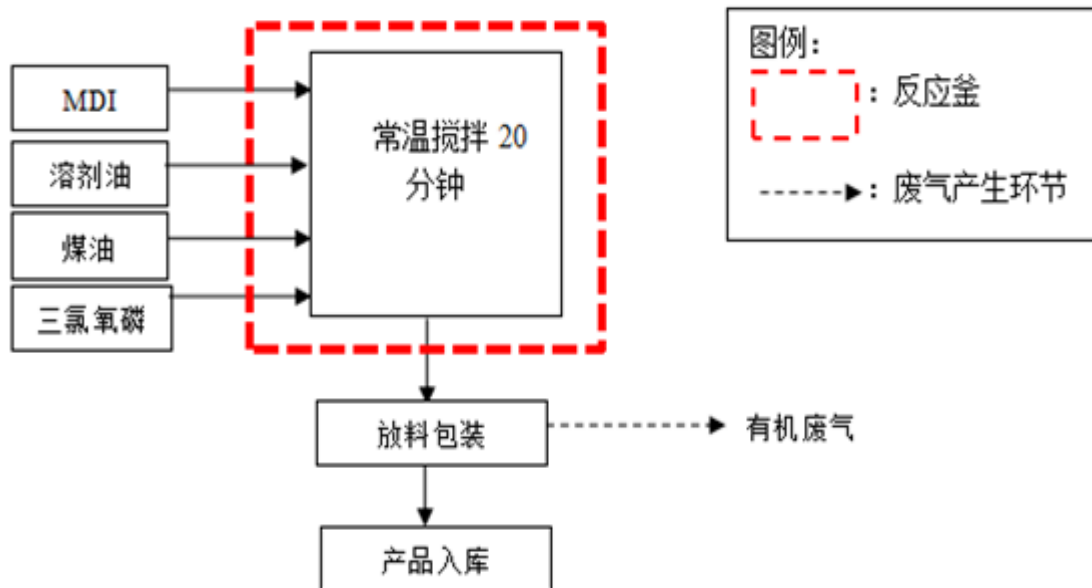 MDI
溶剂油
煤油
三氯氧磷
常温搅拌 20
分钟
放料包装
有机废气
产品入库
图例：
：反应釜
：废气产生环节